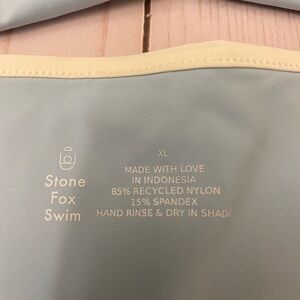 Stone
Fox
Swim
XL
MADE WITH LOVE
IN INDONESIA
85% RECYCLED NYLON
15% SPANDEX
HAND RINSE & DRY IN SHADE